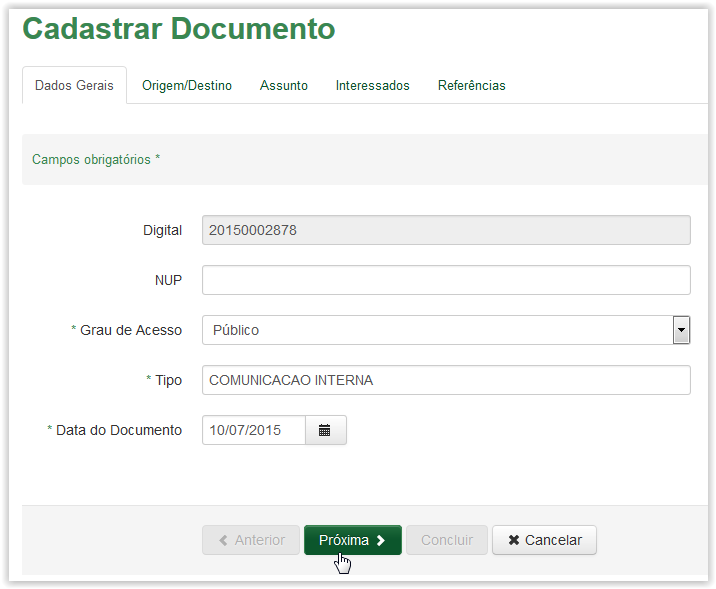 Cadastrar Documento
Dados Gerais Origem/Destino Assunto Interessados Referências
Campos obrigatórios *
Digital 20150002878
NUP
* Grau de Acesso Público
* Tipo COMUNICACAO INTERNA
* Data do Documento 10/07/2015
Anterior Próxima Concluir Cancelar